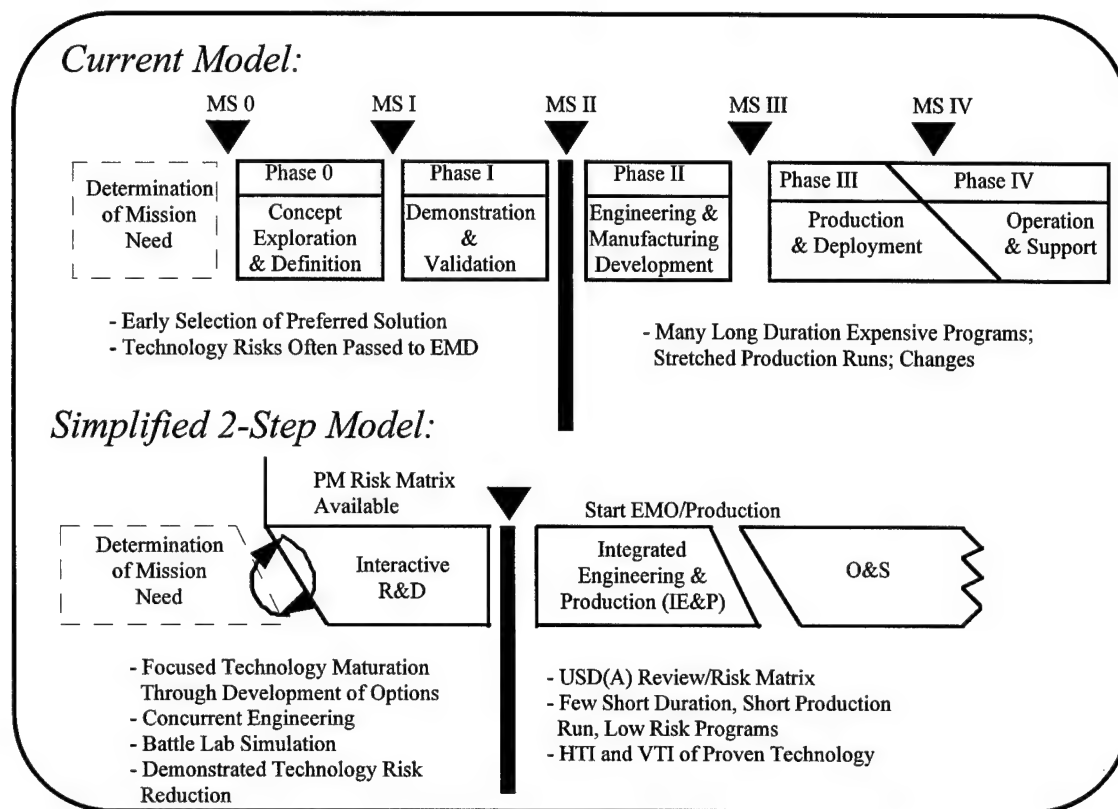 Current Model:
MS 0
MS I
MS II
MS III
MS IV
Determination
of Mission
Need
Phase 0
Concept
Exploration
& Definition
Phase I
Demonstration
&
Validation
Phase II
Engineering &
Manufacturing
Development
Phase III
Production
& Deployment
Phase IV
Operation
& Support
- Early Selection of Preferred Solution
- Technology Risks Often Passed to EMD
- Many Long Duration Expensive Programs;
Stretched Production Runs; Changes
Simplified 2-Step Model:
PM Risk Matrix
Available
Start EMO/Production
Determination
of Mission
Need
Interactive
R&D
Integrated
Engineering &
Production (IE&P)
O&S
- Focused Technology Maturation
Through Development of Options
- Concurrent Engineering
- Battle Lab Simulation
- Demonstrated Technology Risk
Reduction
- USD(A) Review/Risk Matrix
- Few Short Duration, Short Production
Run, Low Risk Programs
- HTI and VTI of Proven Technology